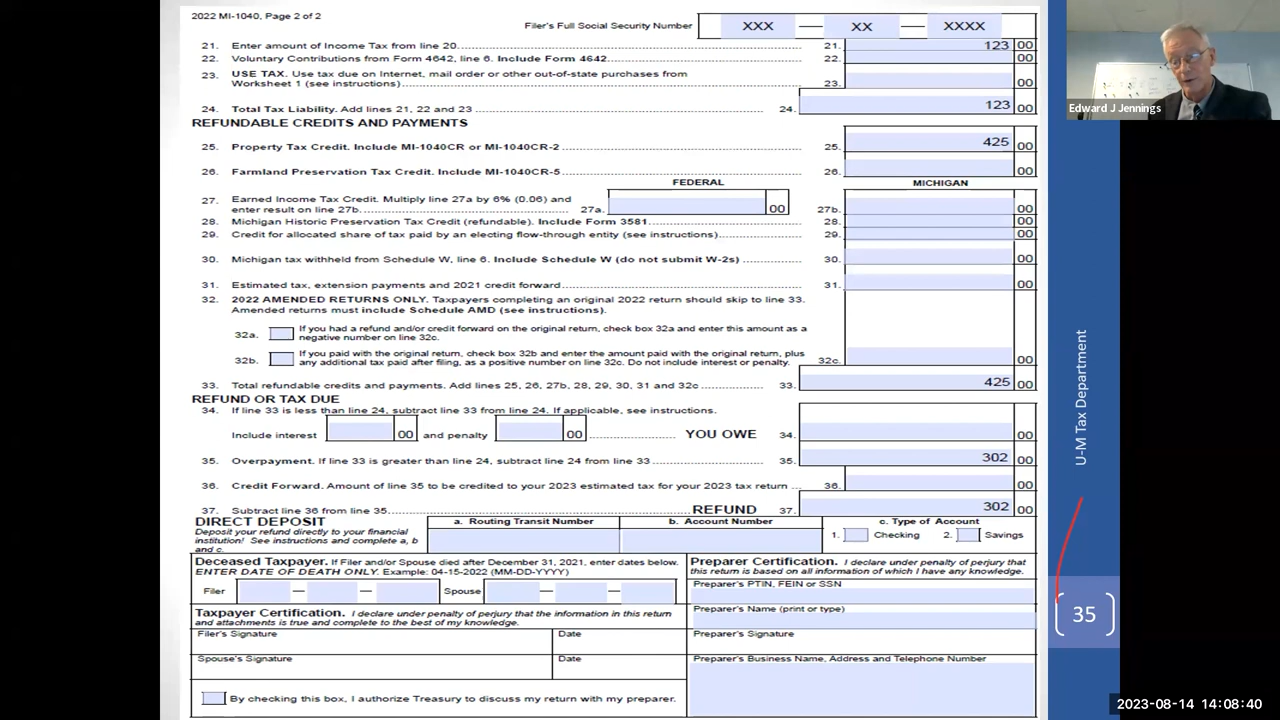 2022 MI-1040, Page 2 of 2
Filer's Full Social Security Number XXX — XX — XXXX
21. Enter amount of Income Tax from line 20 21. 123 00
22. Voluntary Contributions from Form 4642, line 6. Include Form 4642 22. 00
23. USE TAX. Use tax due on Internet, mail order or other out-of-state purchases from
Worksheet 1 (see instructions) 23. 00
24. Total Tax Liability. Add lines 21, 22 and 23 24. 123 00
REFUNDABLE CREDITS AND PAYMENTS
25. Property Tax Credit. Include MI-1040CR or MI-1040CR-2 25. 425 00
26. Farmland Preservation Tax Credit. Include MI-1040CR-5 26. 00
FEDERAL MICHIGAN
27. Earned Income Tax Credit. Multiply line 27a by 6% (0.06) and
enter result on line 27b. 27a. 00 27b. 00
28. Michigan Historic Preservation Tax Credit (refundable). Include Form 3581 28. 00
29. Credit for allocated share of tax paid by an electing flow-through entity (see instructions) 29. 00
30. Michigan tax withheld from Schedule W, line 6. Include Schedule W (do not submit W-2s) 30. 00
31. Estimated tax, extension payments and 2021 credit forward 31. 00
32. 2022 AMENDED RETURNS ONLY. Taxpayers completing an original 2022 return should skip to line 33.
Amended returns must include Schedule AMD (see instructions).
32a. If you had a refund and/or credit forward on the original return, check box 32a and enter this amount as a
negative number on line 32c.
32b. If you paid with the original return, check box 32b and enter the amount paid with the original return, plus
any additional tax paid after filing, as a positive number on line 32c. Do not include interest or penalty. 32c. 00
33. Total refundable credits and payments. Add lines 25, 26, 27b, 28, 29, 30, 31 and 32c 33. 425 00
REFUND OR TAX DUE
34. If line 33 is less than line 24, subtract line 33 from line 24. If applicable, see instructions.
Include interest 00 and penalty 00 YOU OWE 34. 00
35. Overpayment. If line 33 is greater than line 24, subtract line 24 from line 33 35. 302 00
36. Credit Forward. Amount of line 35 to be credited to your 2023 estimated tax for your 2023 tax return ... 36. 00
37. Subtract line 36 from line 35. REFUND 37. 302 00
DIRECT DEPOSIT
Deposit your refund directly to your financial
institution! See instructions and complete a, b
and c.
a. Routing Transit Number
b. Account Number
c. Type of Account
1. Checking 2. Savings
Deceased Taxpayer. If Filer and/or Spouse died after December 31, 2021, enter dates below.
ENTER DATE OF DEATH ONLY. Example: 04-15-2022 (MM-DD-YYYY)
Filer — — Spouse — —
Preparer Certification. I declare under penalty of perjury that
this return is based on all information of which I have any knowledge.
Preparer's PTIN, FEIN or SSN
Taxpayer Certification. I declare under penalty of perjury that the information in this return
and attachments is true and complete to the best of my knowledge.
Preparer's Name (print or type)
Filer's Signature Date
Preparer's Signature
Spouse's Signature Date
Preparer's Business Name, Address and Telephone Number
By checking this box, I authorize Treasury to discuss my return with my preparer.
Edward J Jennings
U-M Tax Department
35
2023-08-14 14:08:40